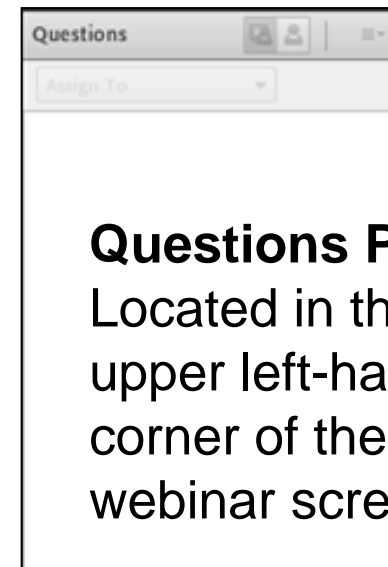 Questions
Assign To
Questions P
Located in th
upper left-ha
corner of the
webinar scre